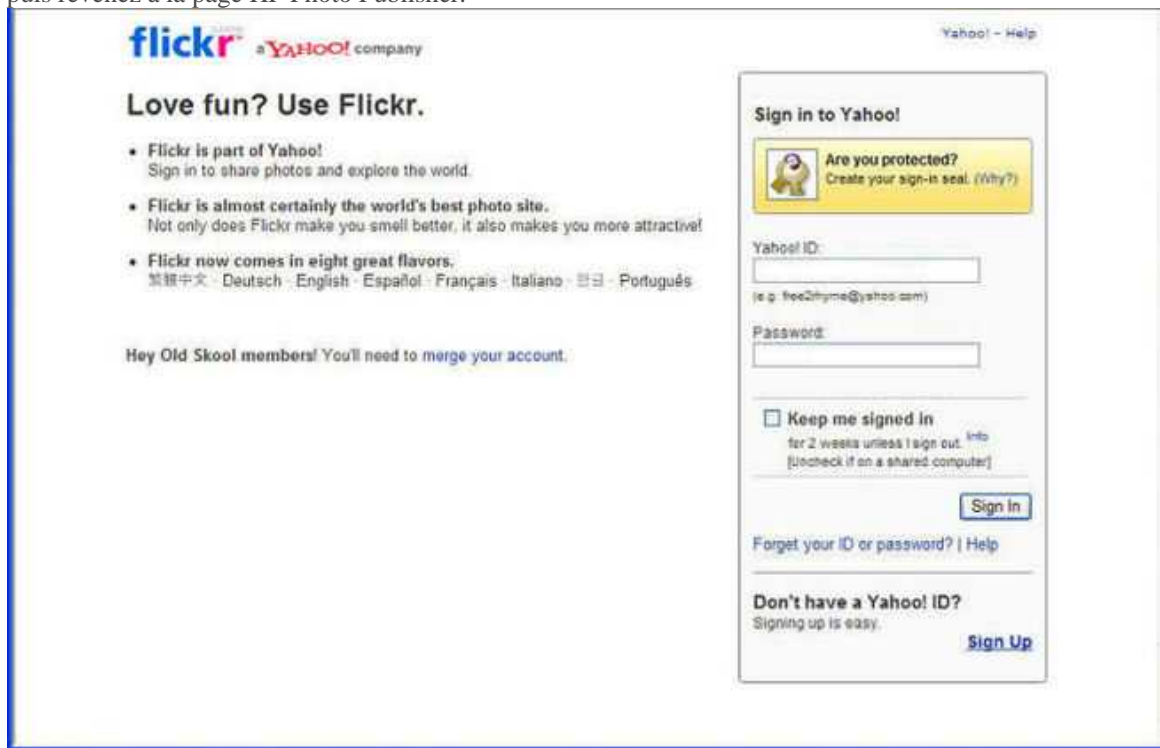 puis revenez à la page HP Photo Publisher.
flickr a YAHOO! company
Yahoo! - Help
Love fun? Use Flickr.
• Flickr is part of Yahoo!
Sign in to share photos and explore the world.
• Flickr is almost certainly the world's best photo site.
Not only does Flickr make you smell better, it also makes you more attractive!
• Flickr now comes in eight great flavors.
繁體中文 · Deutsch · English · Español · Français · Italiano · 한글 · Português
Hey Old Skool members! You'll need to merge your account.
Sign in to Yahoo!
Are you protected?
Create your sign-in seal. (Why?)
Yahoo! ID:
(e.g. free2rhyme@yahoo.com)
Password:
Keep me signed in
for 2 weeks unless I sign out. Info
[Uncheck if on a shared computer]
Sign In
Forget your ID or password? | Help
Don't have a Yahoo! ID?
Signing up is easy.
Sign Up